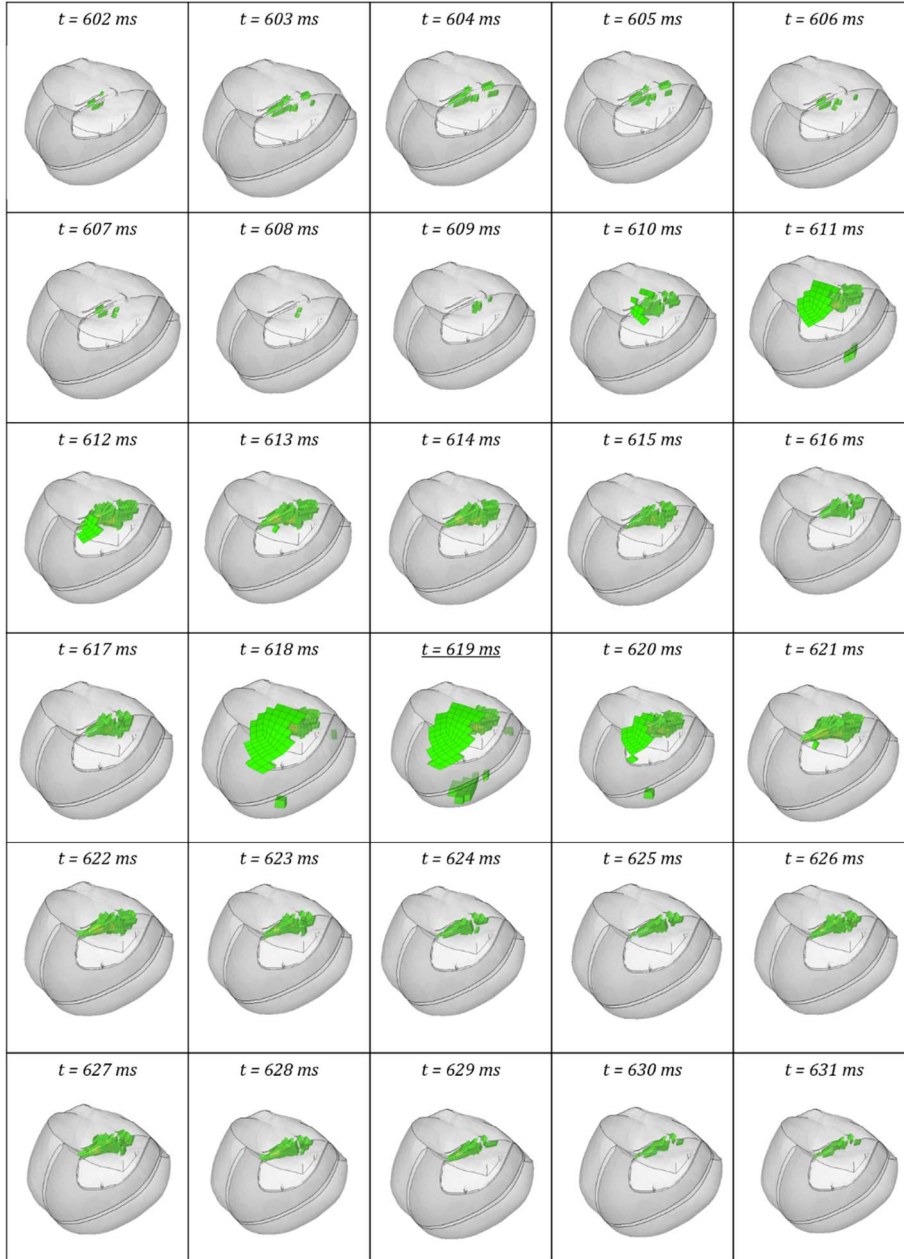 t = 602 ms
t = 603 ms
t = 604 ms
t = 605 ms
t = 606 ms
t = 607 ms
t = 608 ms
t = 609 ms
t = 610 ms
t = 611 ms
t = 612 ms
t = 613 ms
t = 614 ms
t = 615 ms
t = 616 ms
t = 617 ms
t = 618 ms
t = 619 ms
t = 620 ms
t = 621 ms
t = 622 ms
t = 623 ms
t = 624 ms
t = 625 ms
t = 626 ms
t = 627 ms
t = 628 ms
t = 629 ms
t = 630 ms
t = 631 ms